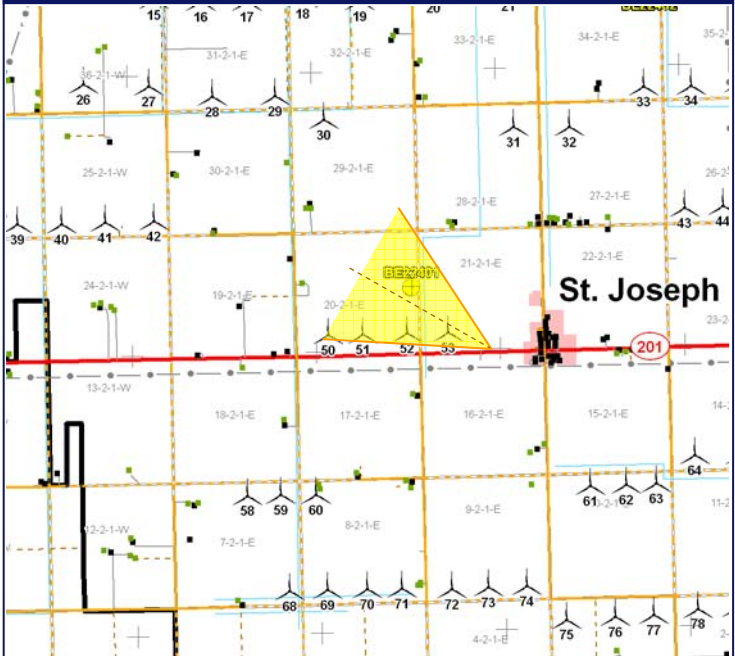 15 16 17 18 19 20 21 BE22402
31-2-1-E 32-2-1-E 33-2-1-E 34-2-1-E 35-2-
36-2-1-W
26 27 28 29 33 34
30 31 32
25-2-1-W 30-2-1-E 29-2-1-E 26-2-
28-2-1-E 27-2-1-E
39 40 41 42 43 44
24-2-1-W 19-2-1-E 20-2-1-E BE22401 21-2-1-E 22-2-1-E
St. Joseph
23-2
50 51 52 53 201
13-2-1-W
18-2-1-E 17-2-1-E 16-2-1-E 15-2-1-E 14-
64
58 59 60 61 62 63
12-2-1-W 7-2-1-E 8-2-1-E 9-2-1-E 11-2
68 69 70 71 72 73 74
75 76 77 78
4-2-1-E 2-